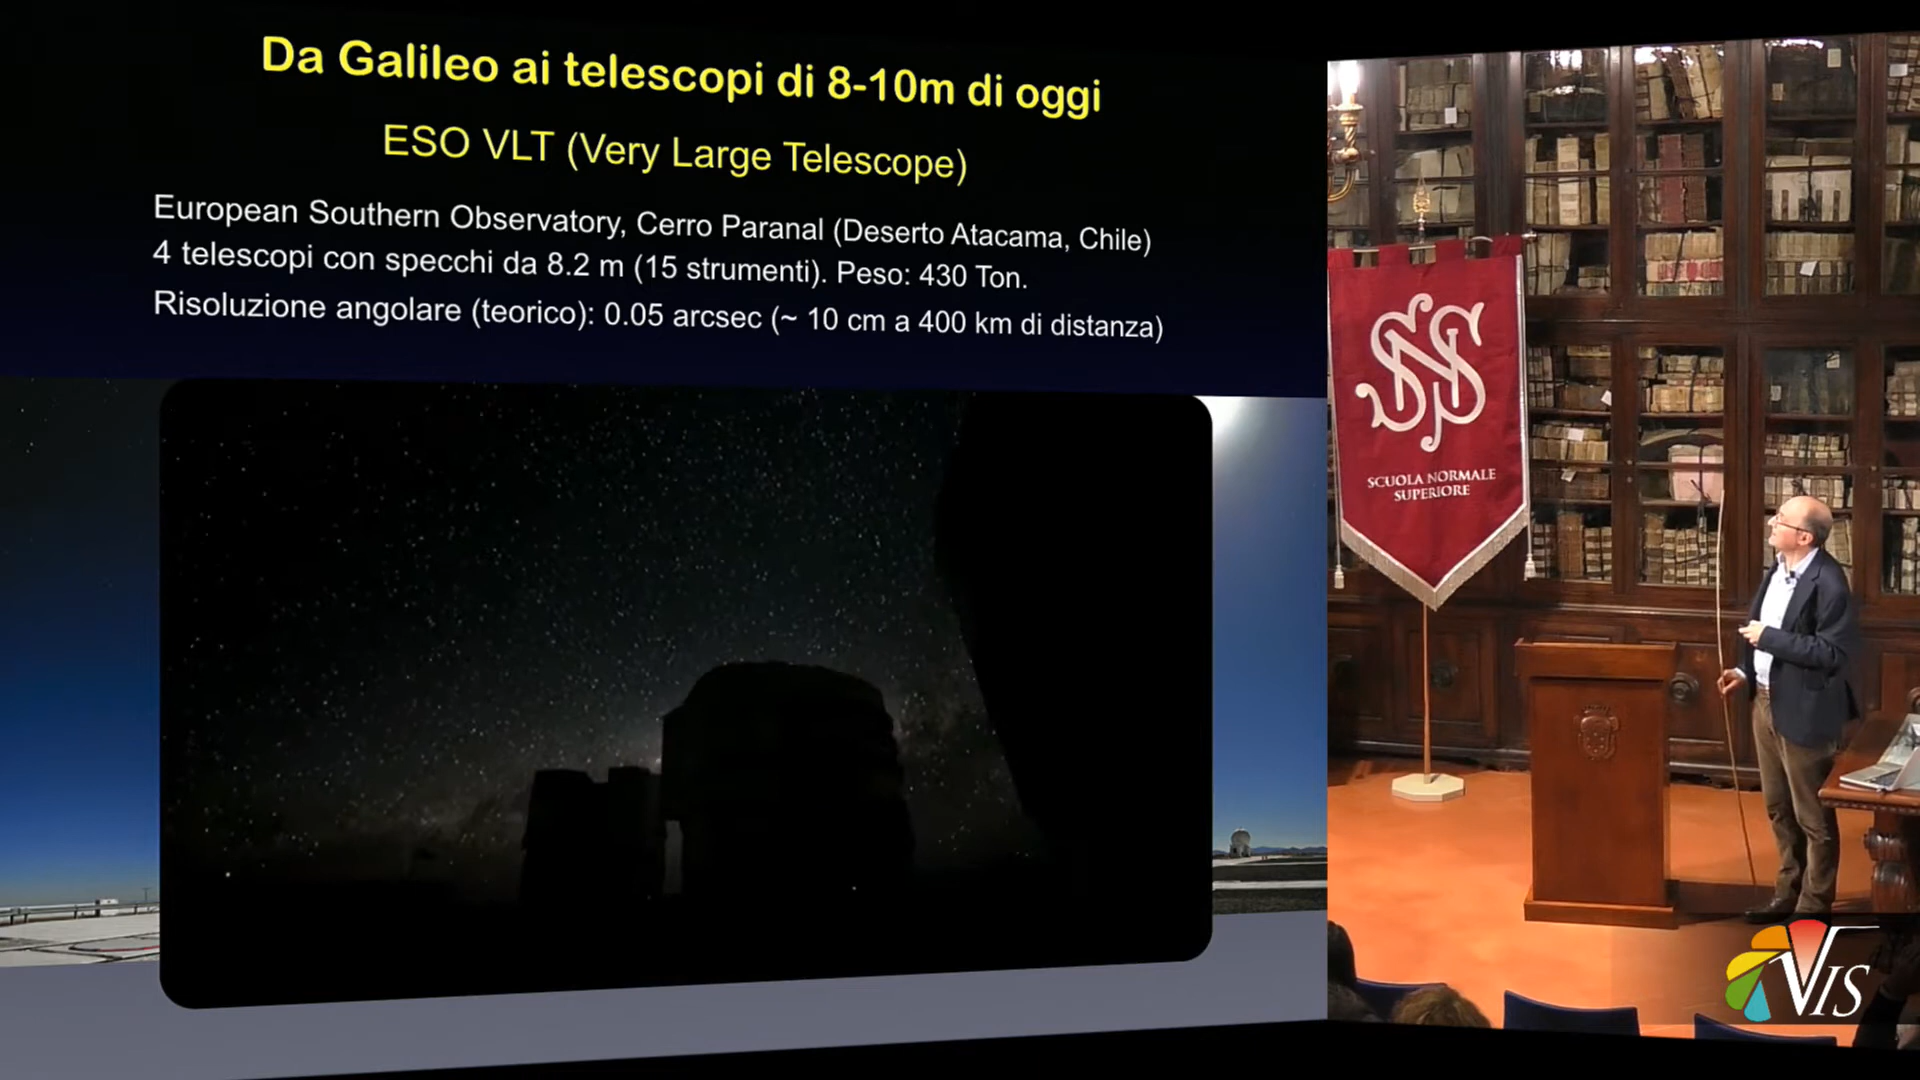 Da Galileo ai telescopi di 8-10m di oggi
ESO VLT (Very Large Telescope)
European Southern Observatory, Cerro Paranal (Deserto Atacama, Chile)
4 telescopi con specchi da 8.2 m (15 strumenti). Peso: 430 Ton.
Risoluzione angolare (teorico): 0.05 arcsec (~ 10 cm a 400 km di distanza)
SNS
SCUOLA NORMALE
SUPERIORE
VIS